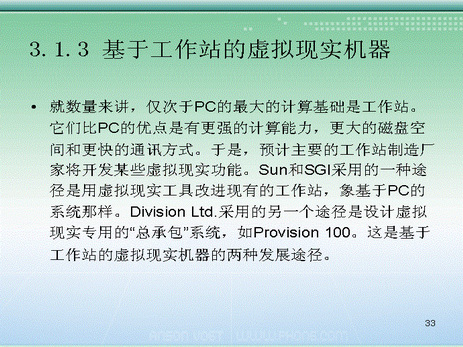 3.1.3 基于工作站的虚拟现实机器
• 就数量来讲，仅次于PC的最大的计算基础是工作站。
它们比PC的优点是有更强的计算能力，更大的磁盘空
间和更快的通讯方式。于是，预计主要的工作站制造厂
家将开发某些虚拟现实功能。Sun和SGI采用的一种途
径是用虚拟现实工具改进现有的工作站，象基于PC的
系统那样。Division Ltd.采用的另一个途径是设计虚拟
现实专用的“总承包”系统，如Provision 100。这是基于
工作站的虚拟现实机器的两种发展途径。
33